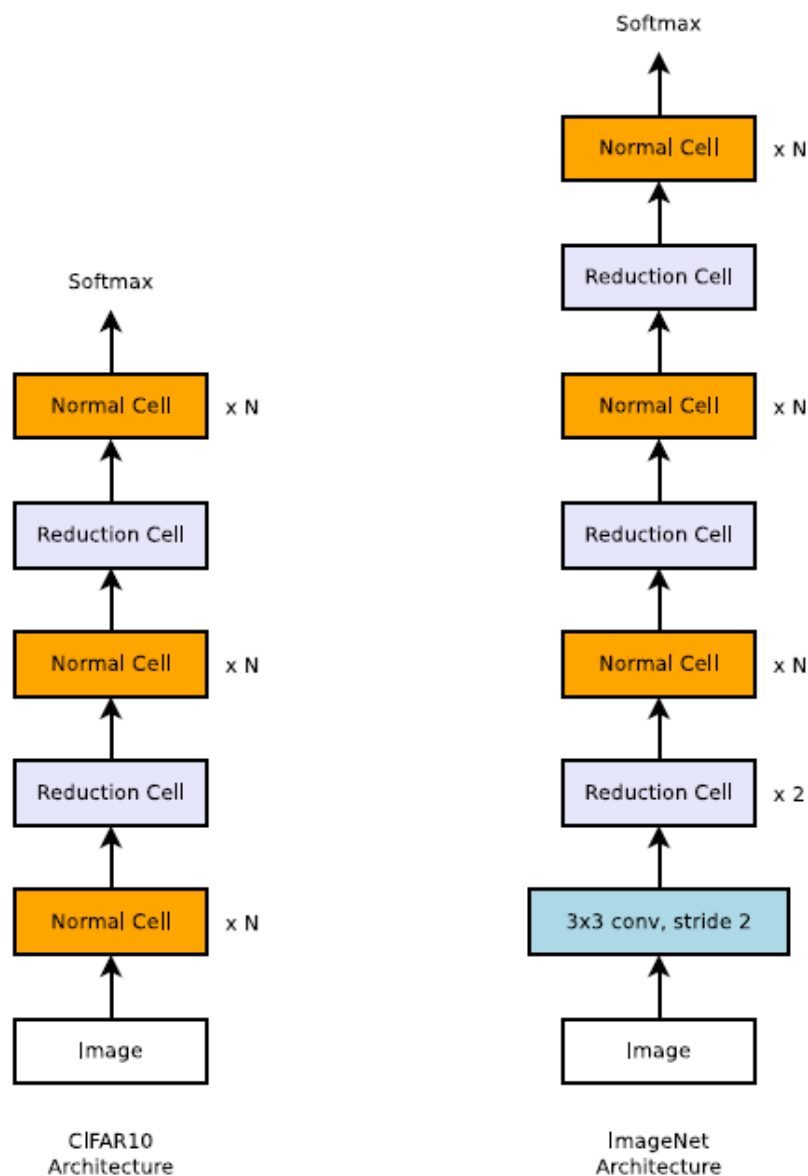 Softmax
Normal Cell x N
Reduction Cell
Normal Cell x N
Reduction Cell
Normal Cell x N
Image
CIFAR10
Architecture
Softmax
Normal Cell x N
Reduction Cell
Normal Cell x N
Reduction Cell
Normal Cell x N
Reduction Cell x 2
3x3 conv, stride 2
Image
ImageNet
Architecture